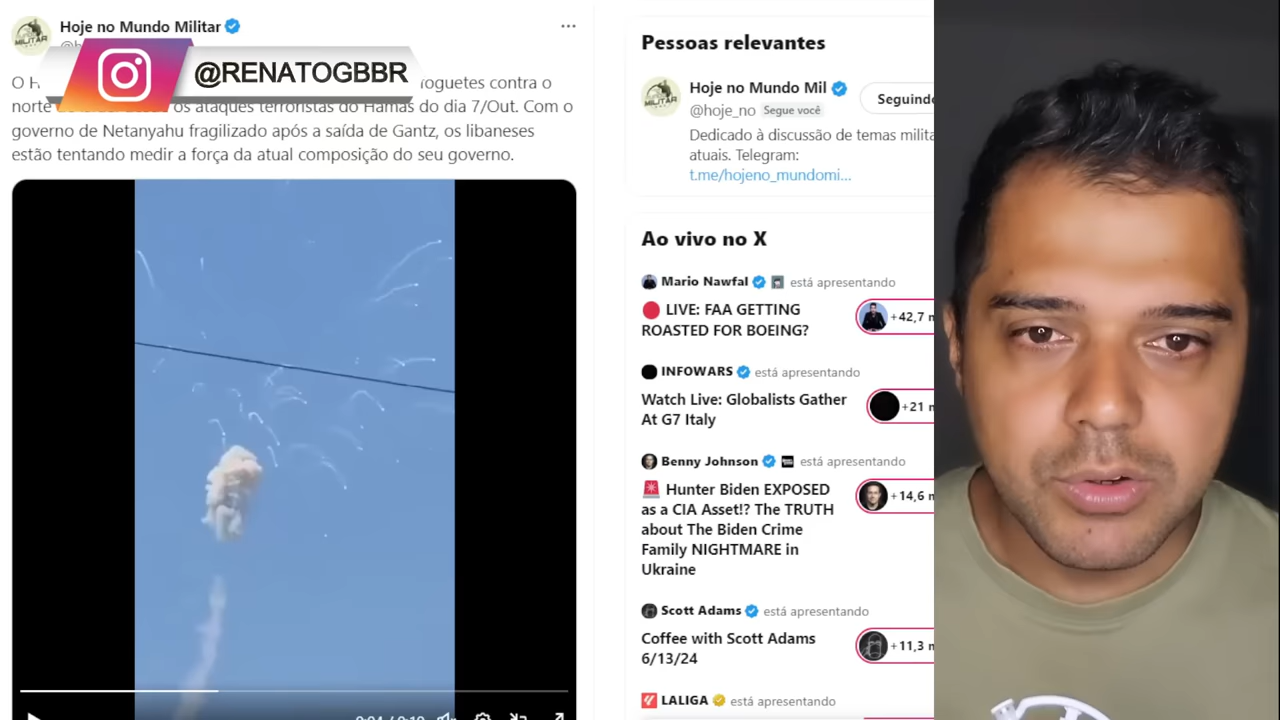 Hoje no Mundo Militar
@RENATOGBBR
O H foguetes contra o
norte os ataques terroristas do Hamas do dia 7/Out. Com o
governo de Netanyahu fragilizado após a saída de Gantz, os libaneses
estão tentando medir a força da atual composição do seu governo.
0:04 / 0:10
Pessoas relevantes
Hoje no Mundo Mil
@hoje_no Segue você
Seguindo
Dedicado à discussão de temas milita
atuais. Telegram:
t.me/hojeno_mundomi...
Ao vivo no X
Mario Nawfal está apresentando
LIVE: FAA GETTING
ROASTED FOR BOEING?
+42,7 m
INFOWARS está apresentando
Watch Live: Globalists Gather
At G7 Italy
+21 m
Benny Johnson está apresentando
Hunter Biden EXPOSED
as a CIA Asset!? The TRUTH
about The Biden Crime
Family NIGHTMARE in
Ukraine
+14,6 m
Scott Adams está apresentando
Coffee with Scott Adams
6/13/24
+11,3 m
LALIGA está apresentando